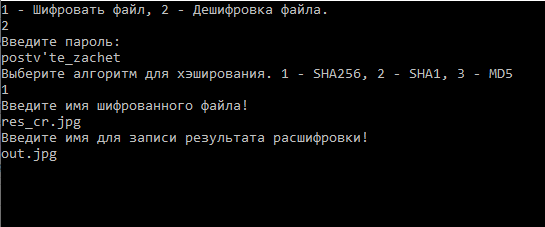 1 - Шифровать файл, 2 - Дешифровка файла.
2
Введите пароль:
postv'te_zachet
Выберите алгоритм для хэширования. 1 - SHA256, 2 - SHA1, 3 - MD5
1
Введите имя шифрованного файла!
res_cr.jpg
Введите имя для записи результата расшифровки!
out.jpg